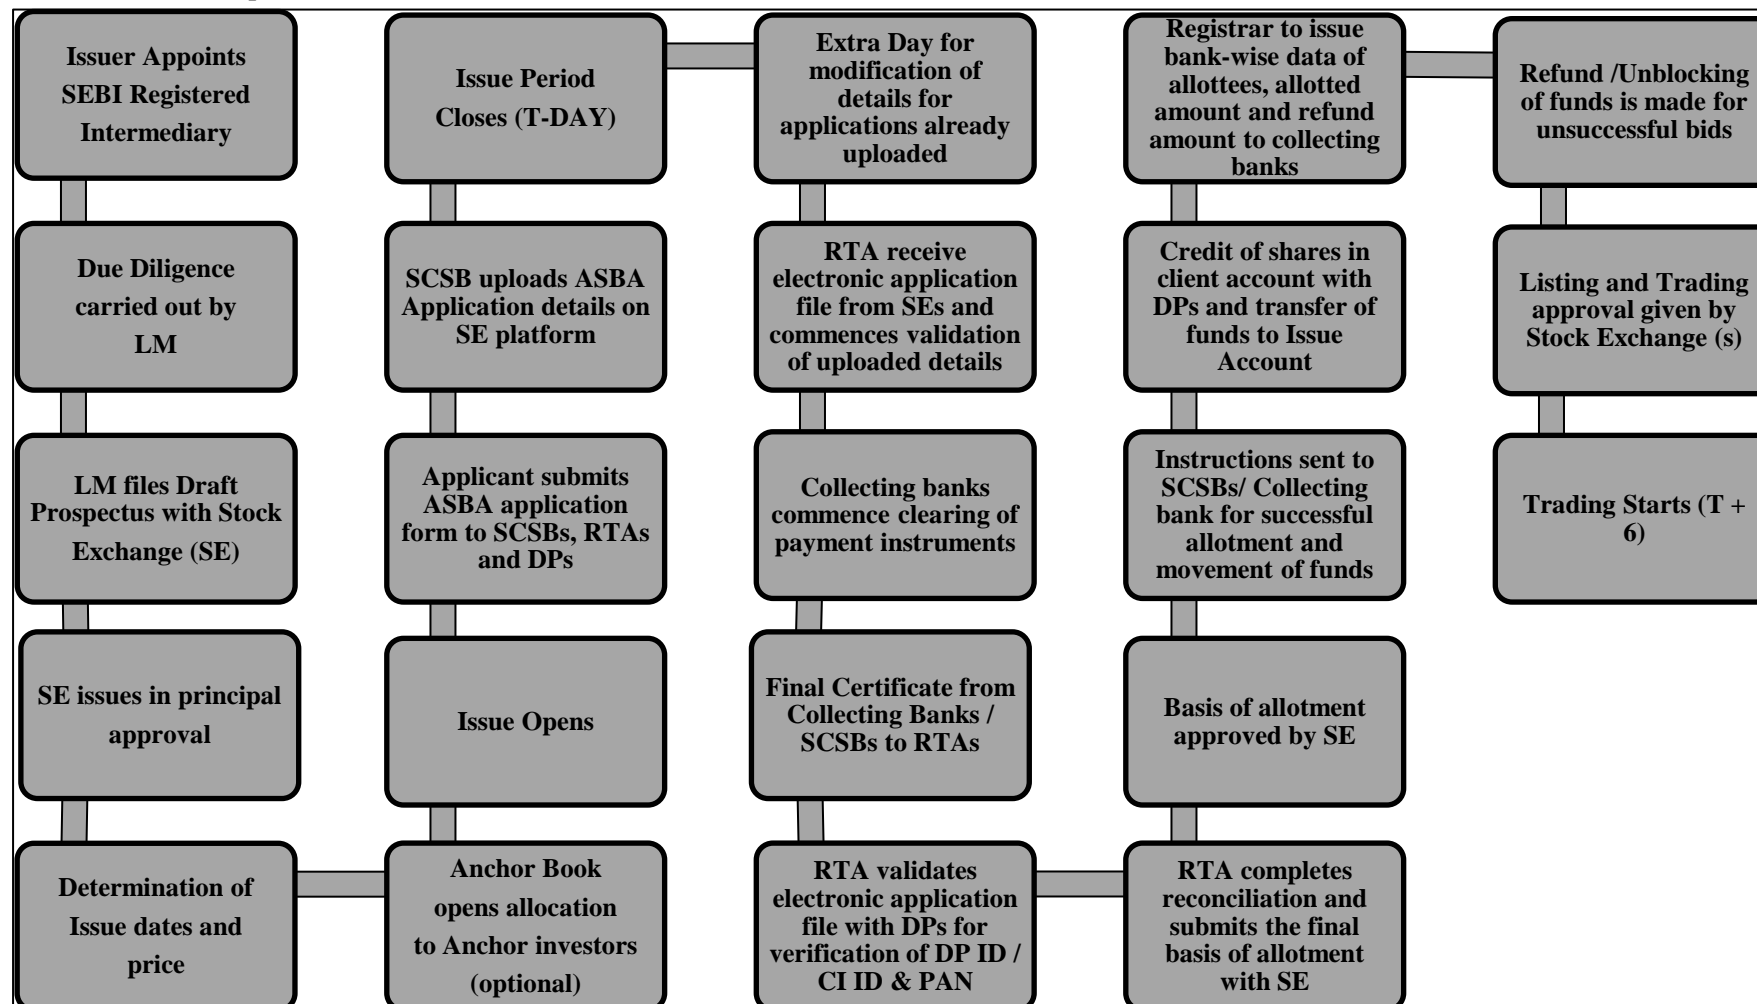 Issuer Appoints
SEBI Registered
Intermediary
Due Diligence
carried out by
LM
LM files Draft
Prospectus with Stock
Exchange (SE)
SE issues in principal
approval
Determination of
Issue dates and
price
Anchor Book
opens allocation
to Anchor investors
(optional)
Issue Opens
Applicant submits
ASBA application
form to SCSBs, RTAs
and DPs
SCSB uploads ASBA
Application details on
SE platform
Issue Period
Closes (T-DAY)
Extra Day for
modification of
details for
applications already
uploaded
RTA receive
electronic application
file from SEs and
commences validation
of uploaded details
Collecting banks
commence clearing of
payment instruments
Final Certificate from
Collecting Banks /
SCSBs to RTAs
RTA validates
electronic application
file with DPs for
verification of DP ID /
CI ID & PAN
RTA completes
reconciliation and
submits the final
basis of allotment
with SE
Basis of allotment
approved by SE
Instructions sent to
SCSBs/ Collecting
bank for successful
allotment and
movement of funds
Credit of shares in
client account with
DPs and transfer of
funds to Issue
Account
Registrar to issue
bank-wise data of
allottees, allotted
amount and refund
amount to collecting
banks
Refund /Unblocking
of funds is made for
unsuccessful bids
Listing and Trading
approval given by
Stock Exchange (s)
Trading Starts (T +
6)